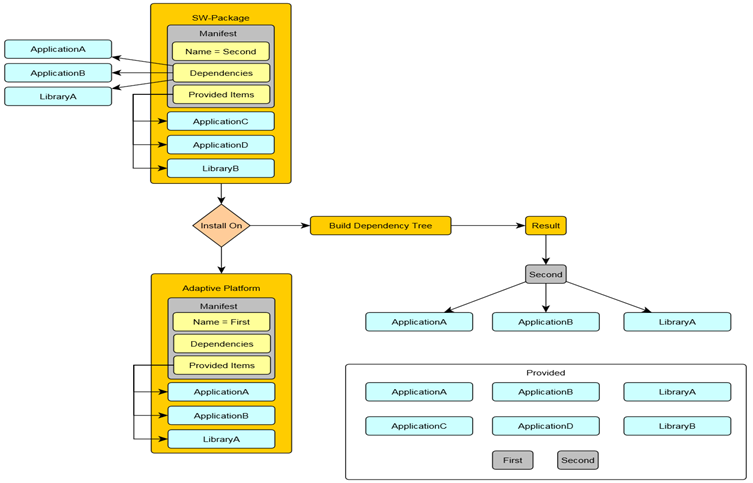 SW-Package
Manifest
Name = Second
Dependencies
Provided Items
ApplicationA
ApplicationB
LibraryA
ApplicationC
ApplicationD
LibraryB
Install On
Build Dependency Tree
Result
Second
ApplicationA
ApplicationB
LibraryA
Adaptive Platform
Manifest
Name = First
Dependencies
Provided Items
ApplicationA
ApplicationB
LibraryA
Provided
ApplicationA
ApplicationB
LibraryA
ApplicationC
ApplicationD
LibraryB
First
Second